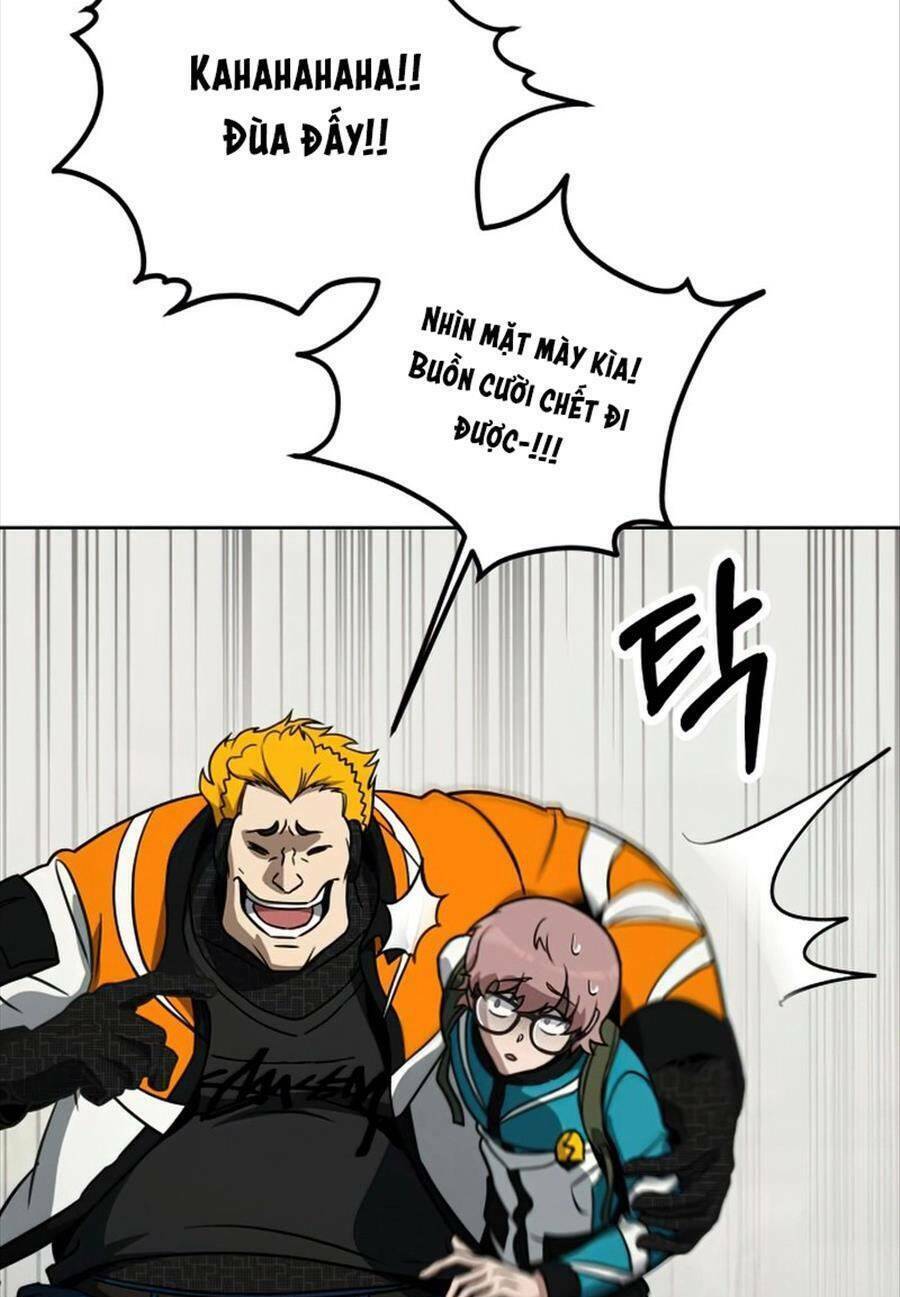 KAHAHAHAHA!!
ĐÙA ĐẤY!!
NHÌN MẶT MÀY KÌA!
BUỒN CƯỜI CHẾT ĐI
ĐƯỢC-!!!
탁